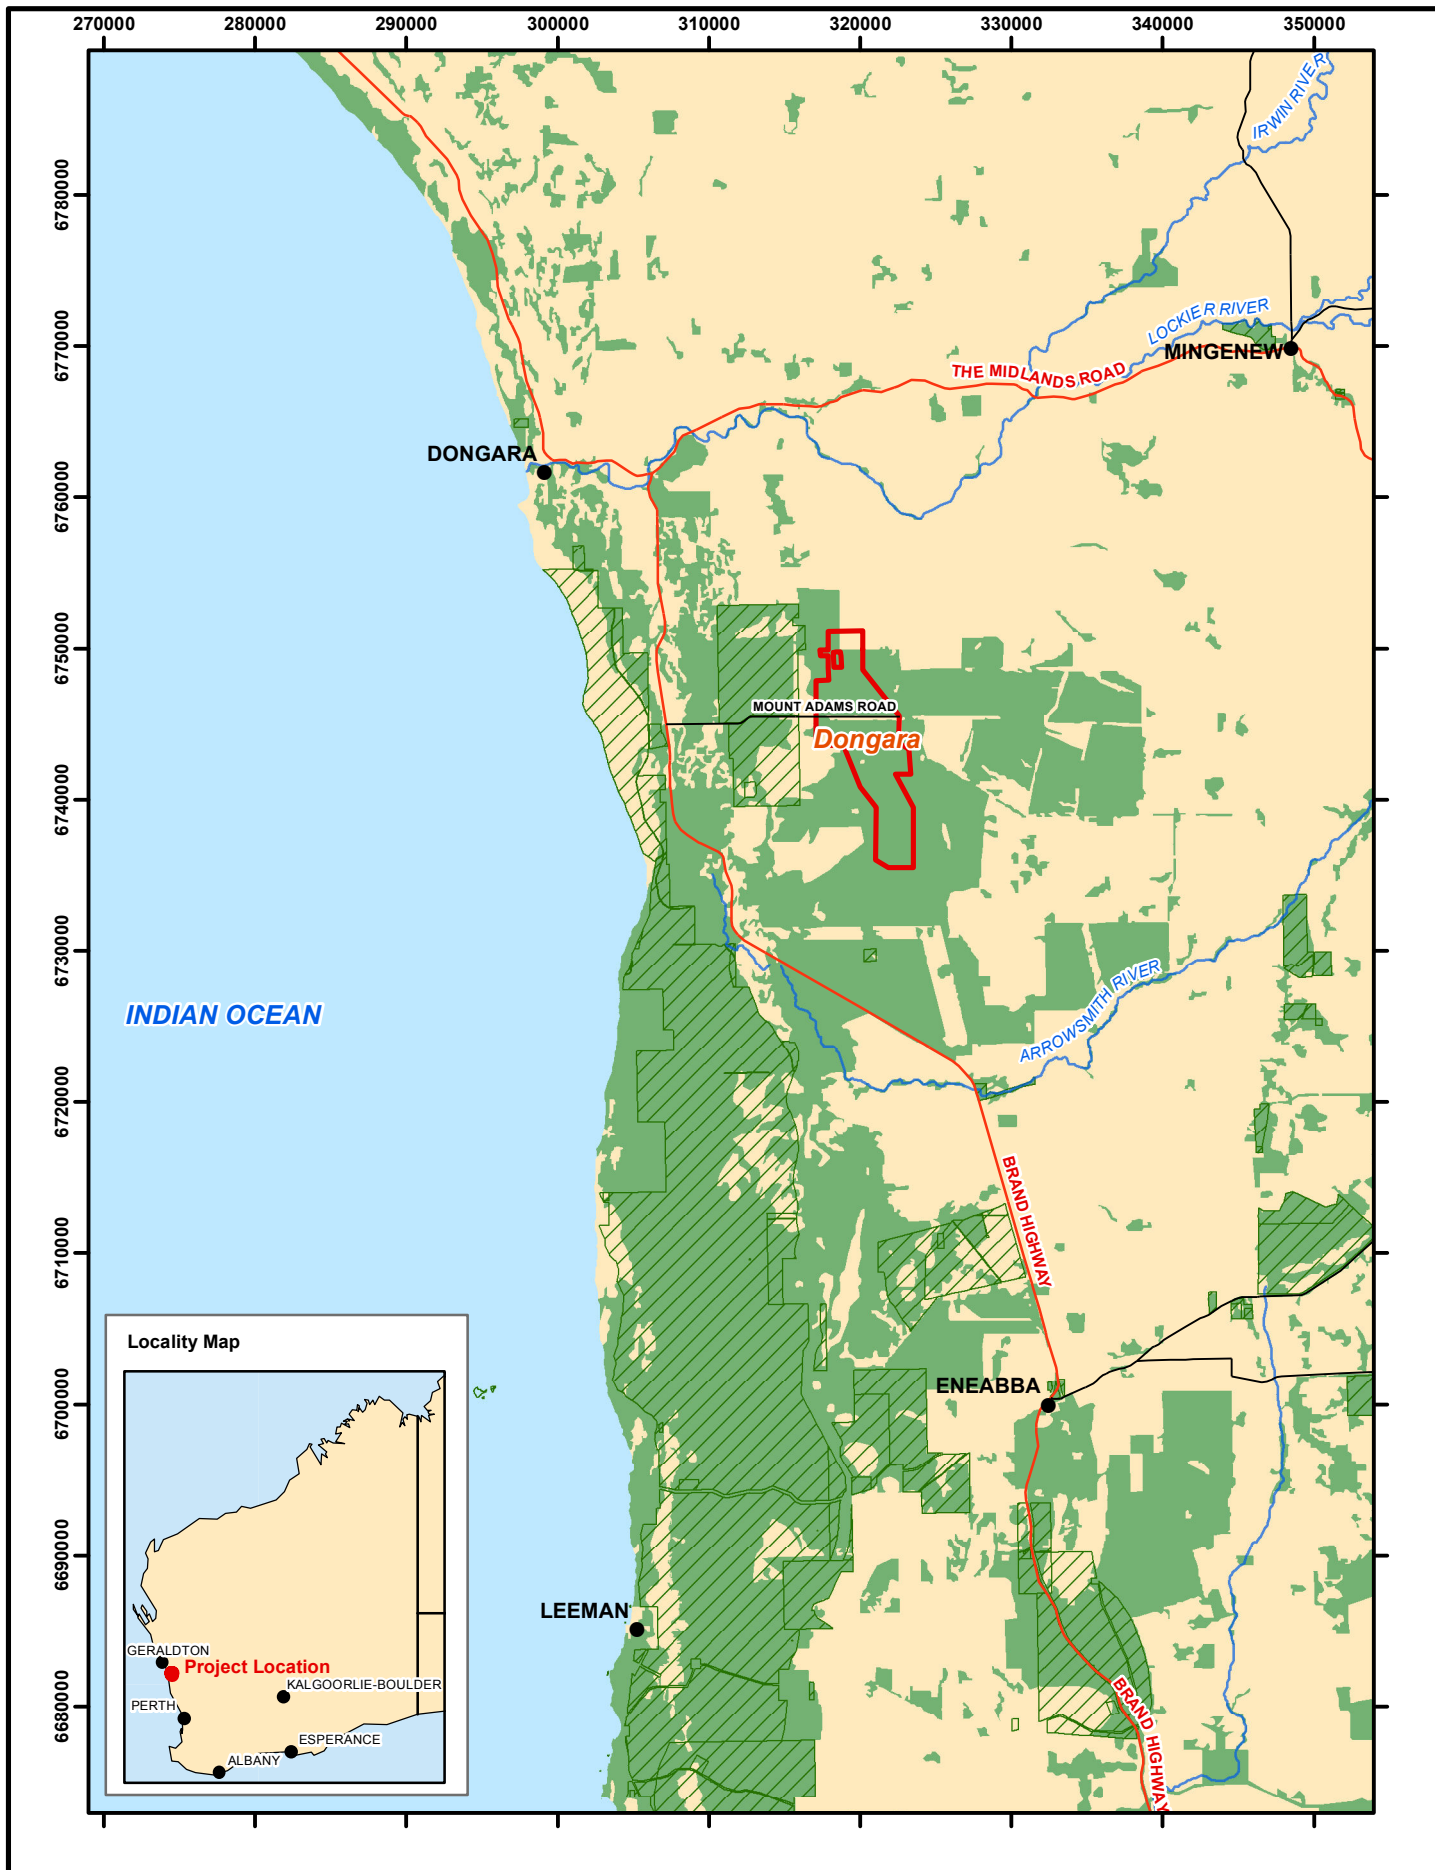 270000 280000 290000 300000 310000 320000 330000 340000 350000
6780000
6770000
6760000
6750000
6740000
6730000
6720000
6710000
6700000
6690000
6680000
IRWIN RIVER
LOCKIER RIVER
MINGENEW
THE MIDLANDS ROAD
DONGARA
MOUNT ADAMS ROAD
Dongara
INDIAN OCEAN
ARROWSMITH RIVER
BRAND HIGHWAY
ENEABBA
LEEMAN
BRAND HIGHWAY
Locality Map
GERALDTON
Project Location
KALGOORLIE-BOULDER
PERTH
ESPERANCE
ALBANY